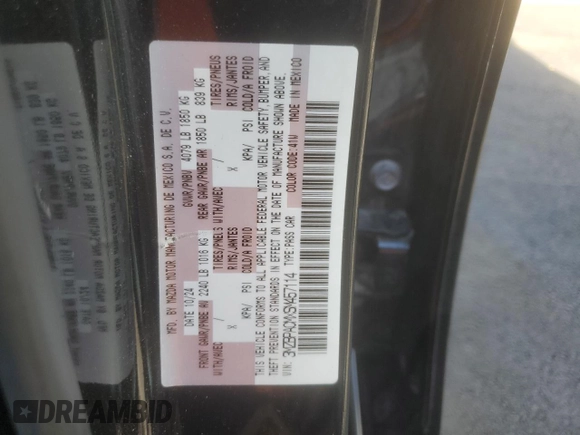 MFG. BY MAZDA MOTOR MANUFACTURING DE MEXICO S.A. DE C.V.
DATE 10/24 GVWR/PNBV 4079 LB 1850 KG
FRONT GAWR/PNBE AV 2240 LB 1016 KG REAR GAWR/PNBE AR 1850 LB 839 KG
WITH/AVEC TIRES/PNEUS WITH/AVEC TIRES/PNEUS
X RIMS/JANTES X RIMS/JANTES
KPA/ PSI COLD/A FROID KPA/ PSI COLD/A FROID
THIS VEHICLE CONFORMS TO ALL APPLICABLE FEDERAL MOTOR VEHICLE SAFETY, BUMPER, AND
THEFT PREVENTION STANDARDS IN EFFECT ON THE DATE OF MANUFACTURE SHOWN ABOVE.
VIN: TYPE:PASS CAR COLOR CODE:41W MADE IN MEXICO
DREAMBID